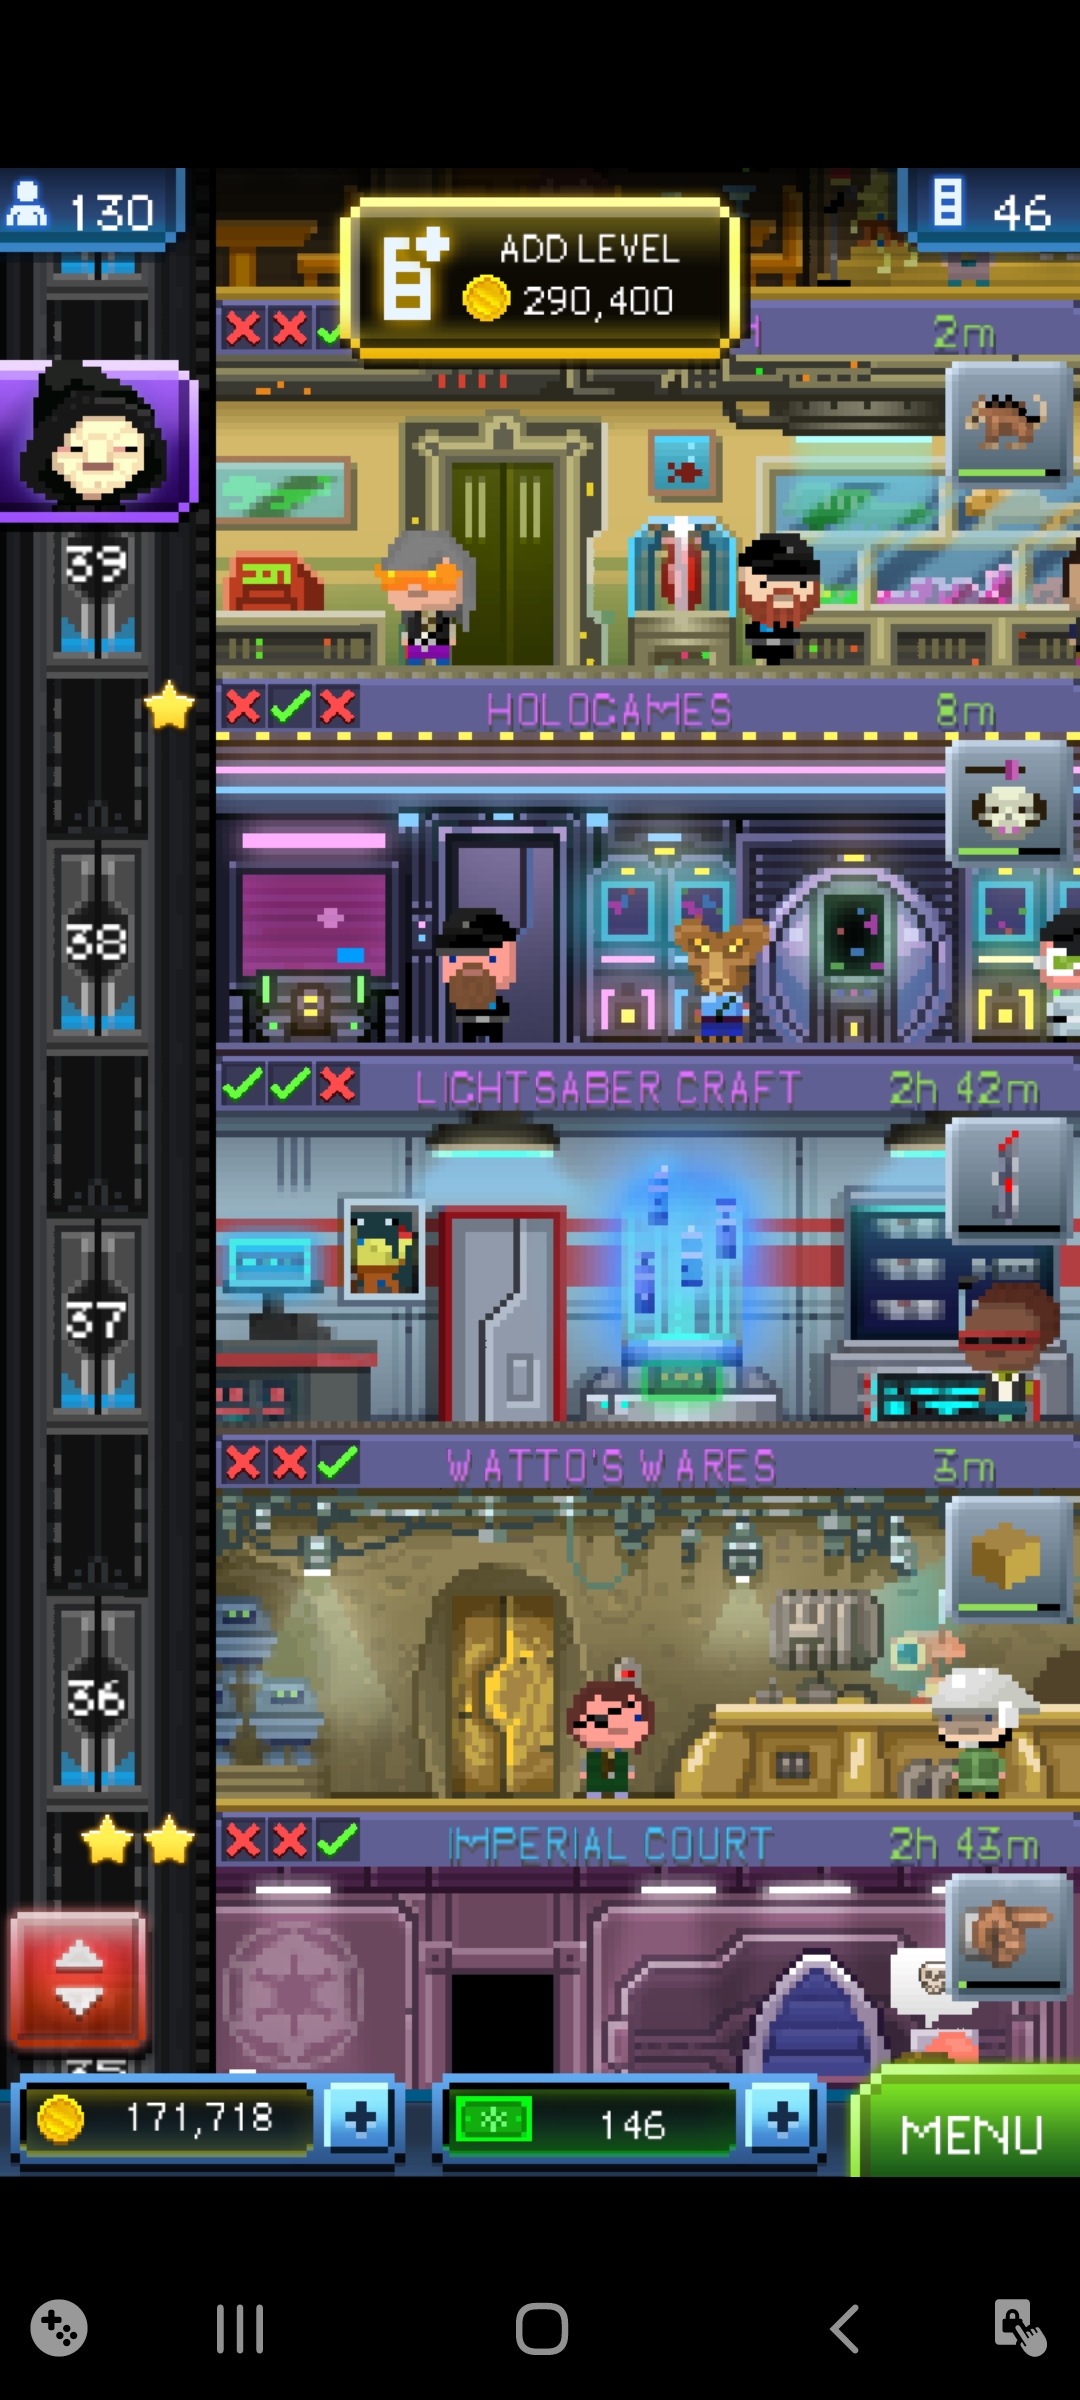 130
ADD LEVEL
290,400
46
2m
39
HOLOGAMES
8m
38
LIGHTSABER CRAFT
2h 42m
37
WATTO'S WARES
3m
36
IMPERIAL COURT
2h 43m
171,718
146
MENU